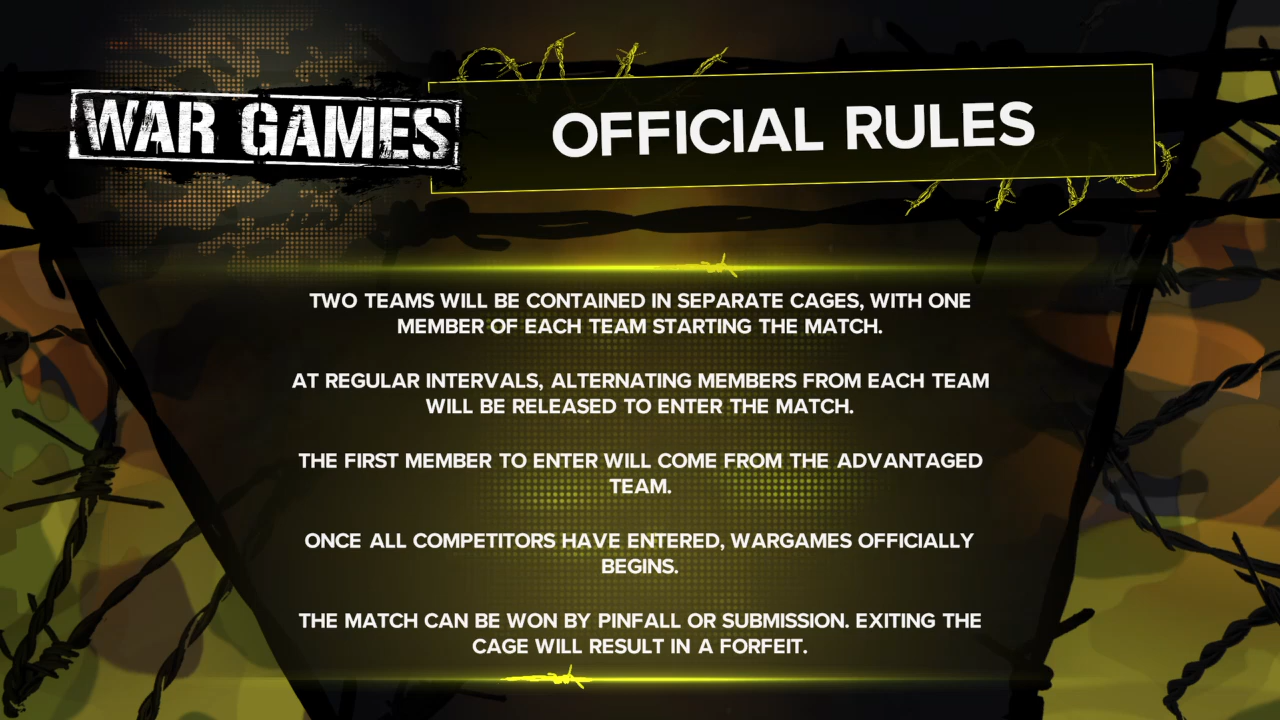 WAR GAMES
OFFICIAL RULES
TWO TEAMS WILL BE CONTAINED IN SEPARATE CAGES, WITH ONE
MEMBER OF EACH TEAM STARTING THE MATCH.
AT REGULAR INTERVALS, ALTERNATING MEMBERS FROM EACH TEAM
WILL BE RELEASED TO ENTER THE MATCH.
THE FIRST MEMBER TO ENTER WILL COME FROM THE ADVANTAGED
TEAM.
ONCE ALL COMPETITORS HAVE ENTERED, WARGAMES OFFICIALLY
BEGINS.
THE MATCH CAN BE WON BY PINFALL OR SUBMISSION. EXITING THE
CAGE WILL RESULT IN A FORFEIT.